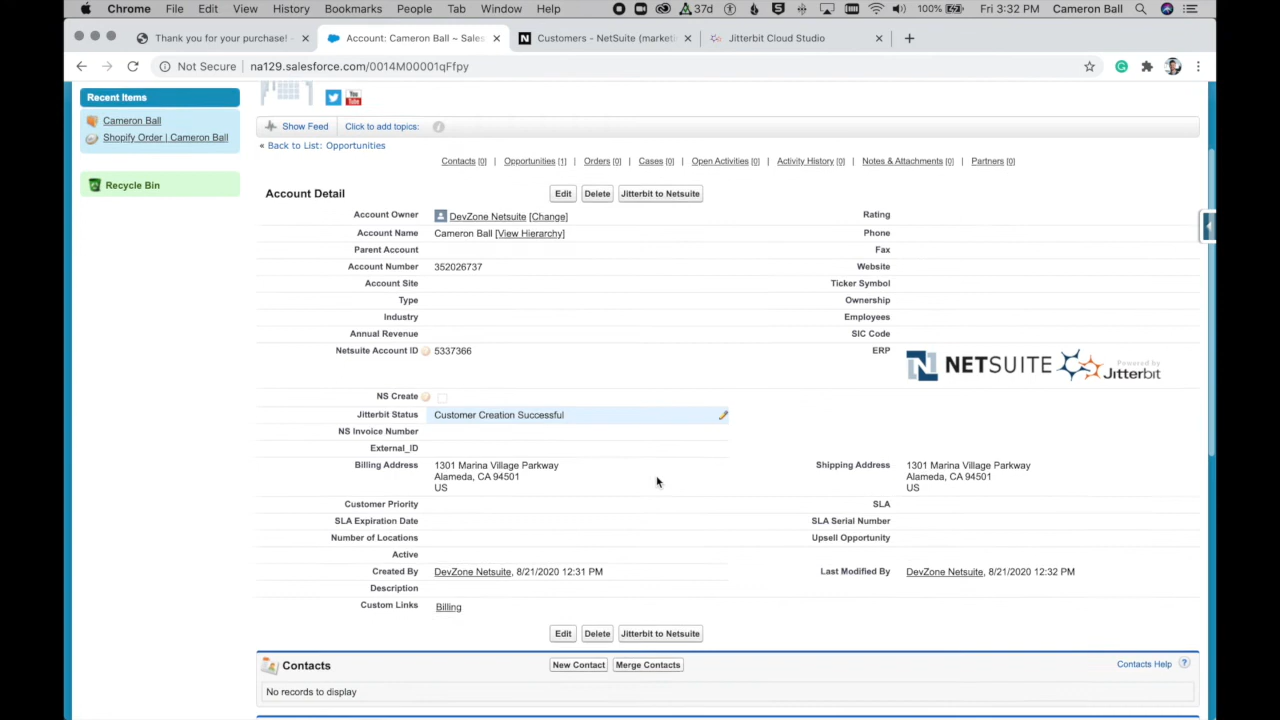 Chrome File Edit View History Bookmarks People Tab Window Help 37d 100% Fri 3:32 PM Cameron Ball
Thank you for your purchase! Account: Cameron Ball ~ Sales Customers - NetSuite (market Jitterbit Cloud Studio
Not Secure na129.salesforce.com/0014M00001qFfpy
Recent Items
Cameron Ball
Shopify Order | Cameron Ball
Recycle Bin
You
Show Feed Click to add topics:
« Back to List: Opportunities
Contacts [0] | Opportunities [1] | Orders [0] | Cases [0] | Open Activities [0] | Activity History [0] | Notes & Attachments [0] | Partners [0]
Account Detail Edit Delete Jitterbit to Netsuite
Account Owner DevZone Netsuite [Change] Rating
Account Name Cameron Ball [View Hierarchy] Phone
Parent Account Fax
Account Number 352026737 Website
Account Site Ticker Symbol
Type Ownership
Industry Employees
Annual Revenue SIC Code
Netsuite Account ID 5337366 ERP NETSUITE Powered by Jitterbit
NS Create
Jitterbit Status Customer Creation Successful
NS Invoice Number
External_ID
Billing Address 1301 Marina Village Parkway Shipping Address 1301 Marina Village Parkway
Alameda, CA 94501 Alameda, CA 94501
US US
Customer Priority SLA
SLA Expiration Date SLA Serial Number
Number of Locations Upsell Opportunity
Active
Created By DevZone Netsuite, 8/21/2020 12:31 PM Last Modified By DevZone Netsuite, 8/21/2020 12:32 PM
Description
Custom Links Billing
Edit Delete Jitterbit to Netsuite
Contacts New Contact Merge Contacts Contacts Help ?
No records to display